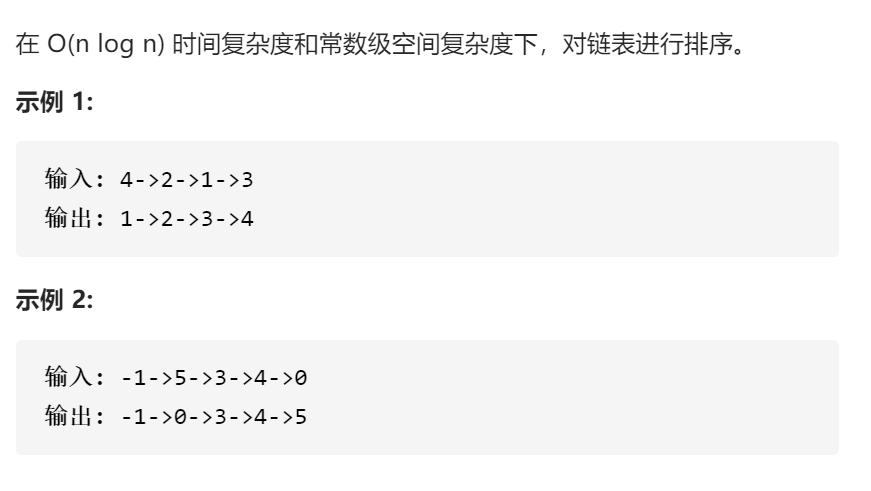 在 O(n log n) 时间复杂度和常数级空间复杂度下，对链表进行排序。
示例 1:
输入: 4->2->1->3
输出: 1->2->3->4
示例 2:
输入: -1->5->3->4->0
输出: -1->0->3->4->5